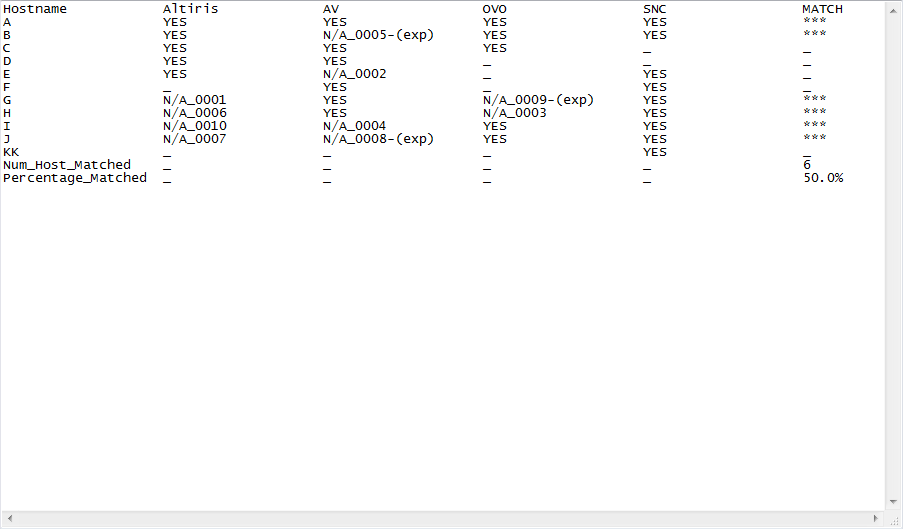 Hostname Altiris AV OVO SNC MATCH
A YES YES YES YES ***
B YES N/A_0005-(exp) YES YES ***
C YES YES YES _ _
D YES YES _ _ _
E YES N/A_0002 _ YES _
F _ YES _ YES _
G N/A_0001 YES N/A_0009-(exp) YES ***
H N/A_0006 YES N/A_0003 YES ***
I N/A_0010 N/A_0004 YES YES ***
J N/A_0007 N/A_0008-(exp) YES YES ***
KK _ _ _ YES _
Num_Host_Matched _ _ _ _ 6
Percentage_Matched _ _ _ _ 50.0%